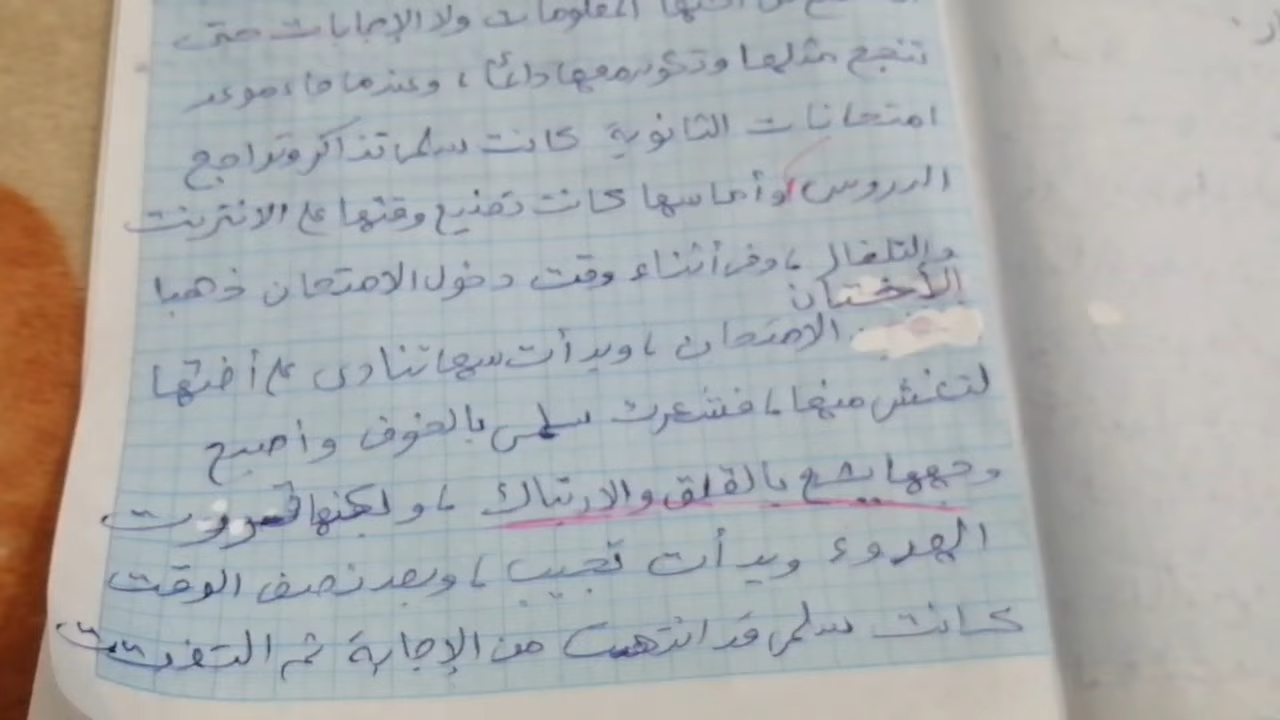 أختها المعلومات ولا الإجابات حتى
تنجح مثلها وتكون معها دائمًا ، وعندما جاء موعد
امتحانات الثانوية كانت سلمى تذاكر وتراجع
الدروس وأما سها كانت تضيع وقتها على الانترنت
والتلفاز ، وفي أثناء وقت دخول الامتحان ذهبا
الأختان
الامتحان ، وبدأت سها تنادي على أختها
لتغش منها ، فشعرت سلمى بالخوف وأصبح
وجهها يشع بالقلق والارتباك ، ولكنها قررت
الهدوء وبدأت تجيب ، وبعد نصف الوقت
كانت سلمى قد انتهت من الإجابة ثم التفتت